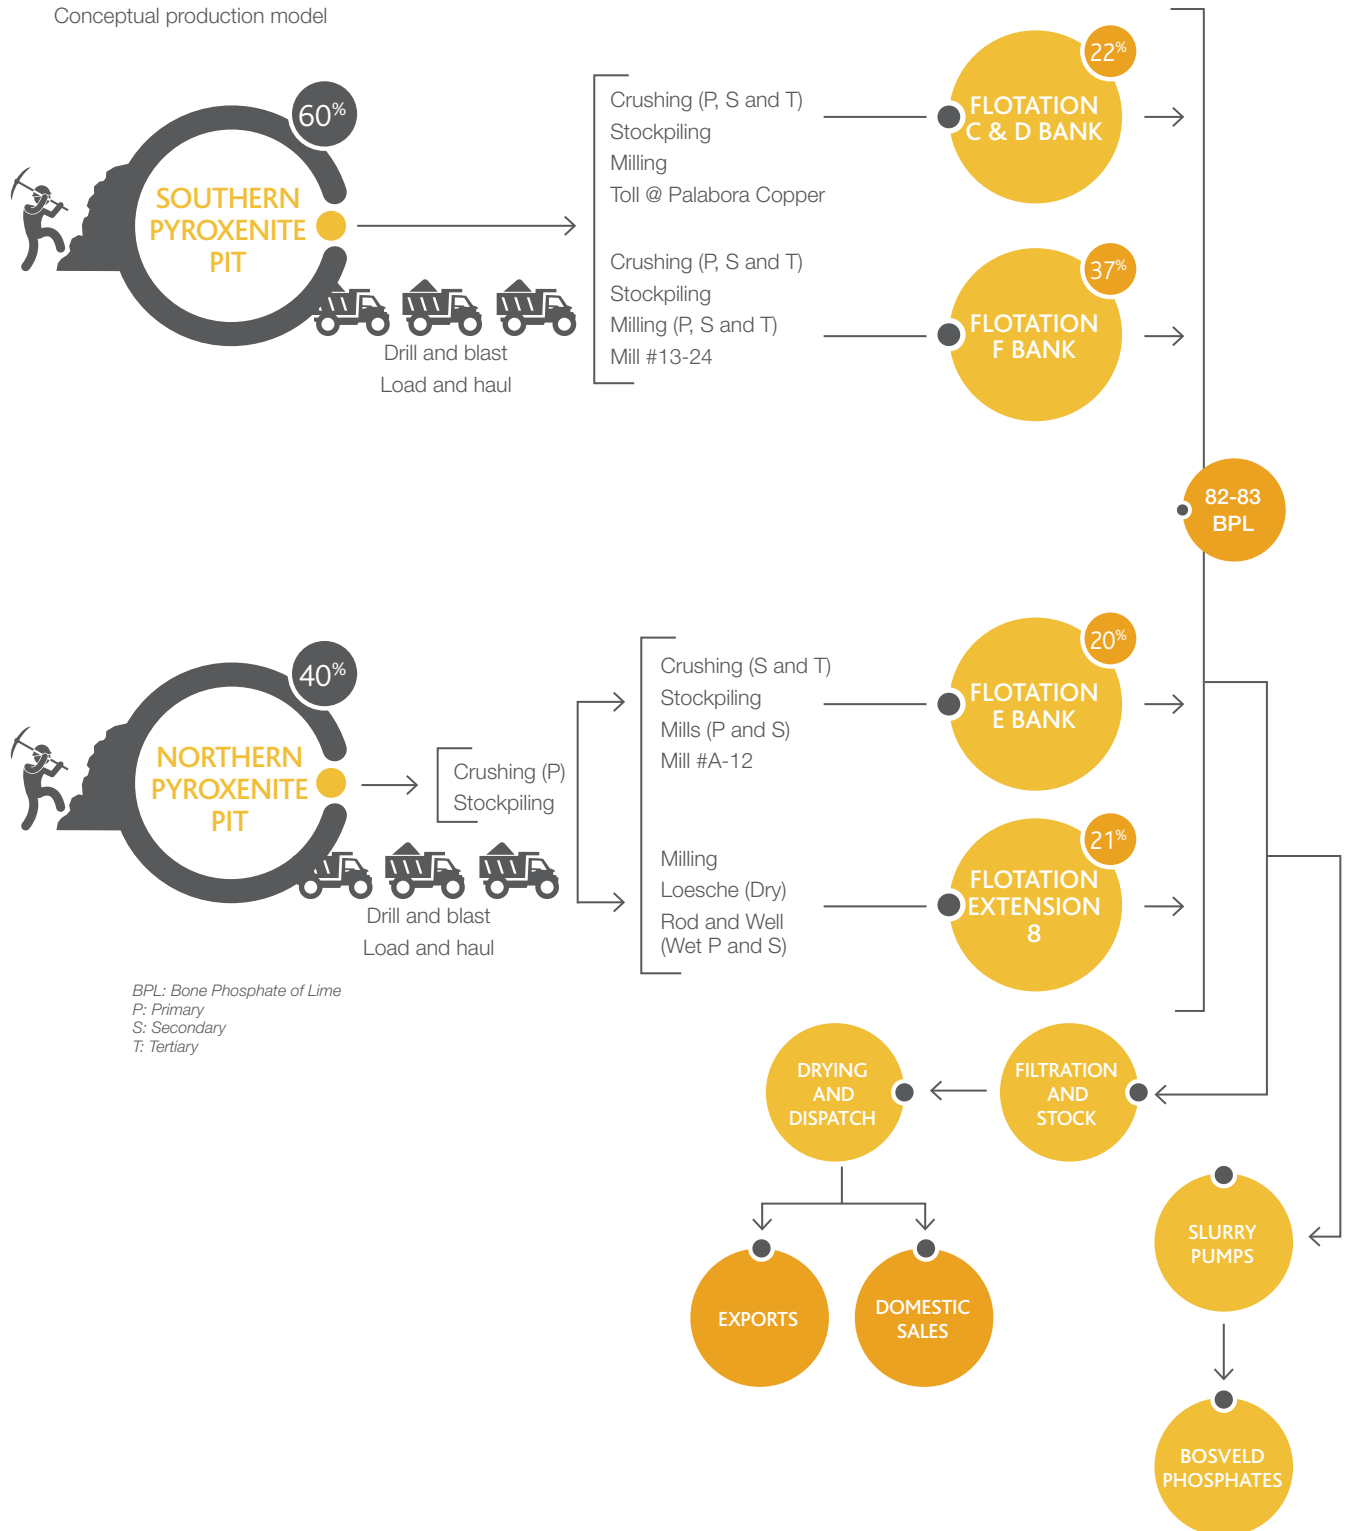 Conceptual production model
60%
SOUTHERN
PYROXENITE
PIT
Drill and blast
Load and haul
Crushing (P, S and T)
Stockpiling
Milling
Toll @ Palabora Copper
Crushing (P, S and T)
Stockpiling
Milling (P, S and T)
Mill #13-24
22%
FLOTATION
C & D BANK
37%
FLOTATION
F BANK
82-83
BPL
40%
NORTHERN
PYROXENITE
PIT
Crushing (P)
Stockpiling
Drill and blast
Load and haul
Crushing (S and T)
Stockpiling
Mills (P and S)
Mill #A-12
Milling
Loesche (Dry)
Rod and Well
(Wet P and S)
20%
FLOTATION
E BANK
21%
FLOTATION
EXTENSION
8
BPL: Bone Phosphate of Lime
P: Primary
S: Secondary
T: Tertiary
DRYING
AND
DISPATCH
FILTRATION
AND
STOCK
SLURRY
PUMPS
EXPORTS
DOMESTIC
SALES
BOSVELD
PHOSPHATES